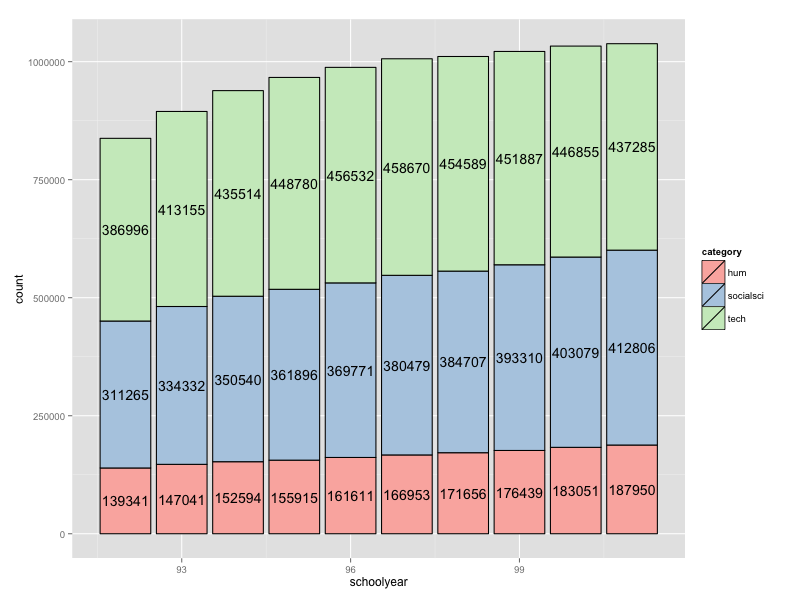 1000000
750000
500000
250000
0
count
386996 413155 435514 448780 456532 458670 454589 451887 446855 437285
311265 334332 350540 361896 369771 380479 384707 393310 403079 412806
139341 147041 152594 155915 161611 166953 171656 176439 183051 187950
93 96 99
schoolyear
category
hum
socialsci
tech